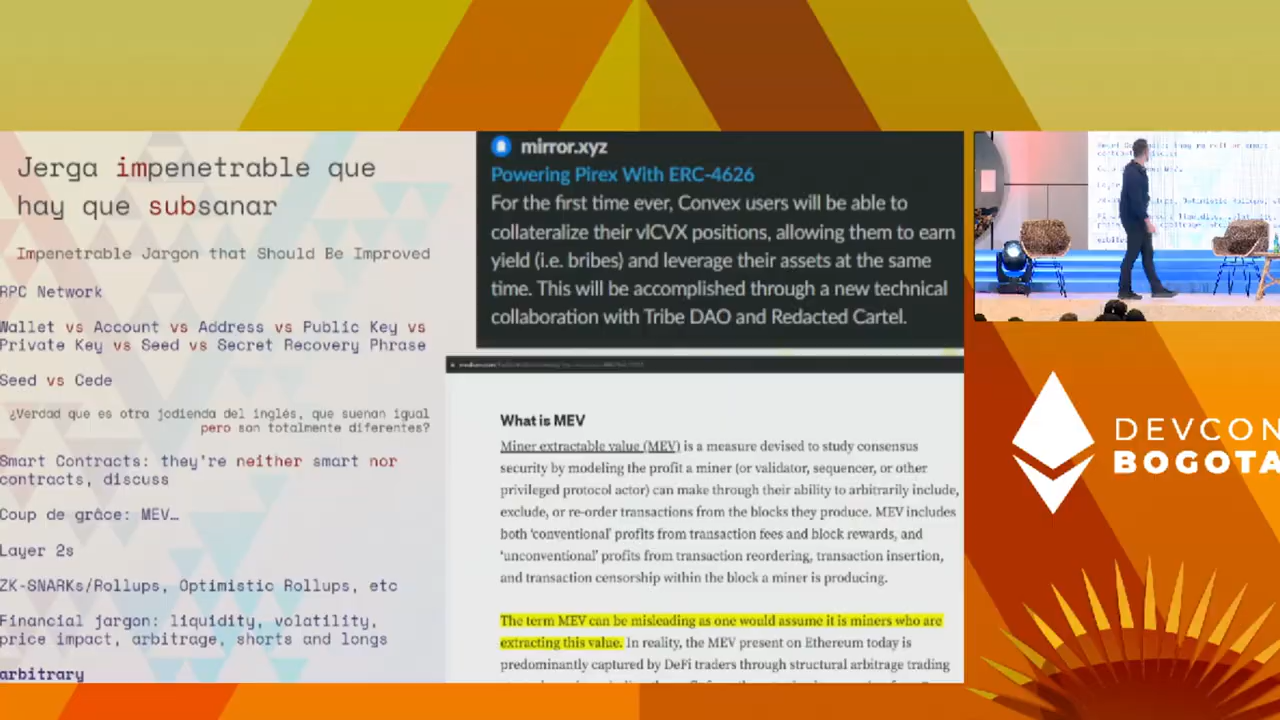 Jerga impenetrable que
hay que subsanar
Impenetrable Jargon that Should Be Improved
RPC Network
Wallet vs Account vs Address vs Public Key vs
Private Key vs Seed vs Secret Recovery Phrase
Seed vs Cede
¿Verdad que es otra jodienda del inglés, que suenan igual
pero son totalmente diferentes?
Smart Contracts: they're neither smart nor
contracts, discuss
Coup de grâce: MEV…
Layer 2s
ZK-SNARKs/Rollups, Optimistic Rollups, etc
Financial jargon: liquidity, volatility,
price impact, arbitrage, shorts and longs
arbitrary
mirror.xyz
Powering Pirex With ERC-4626
For the first time ever, Convex users will be able to
collateralize their vlCVX positions, allowing them to earn
yield (i.e. bribes) and leverage their assets at the same
time. This will be accomplished through a new technical
collaboration with Tribe DAO and Redacted Cartel.
What is MEV
Miner extractable value (MEV) is a measure devised to study consensus
security by modeling the profit a miner (or validator, sequencer, or other
privileged protocol actor) can make through their ability to arbitrarily include,
exclude, or re-order transactions from the blocks they produce. MEV includes
both 'conventional' profits from transaction fees and block rewards, and
'unconventional' profits from transaction reordering, transaction insertion,
and transaction censorship within the block a miner is producing.
The term MEV can be misleading as one would assume it is miners who are
extracting this value. In reality, the MEV present on Ethereum today is
predominantly captured by DeFi traders through structural arbitrage trading
DEVCON
BOGOTA